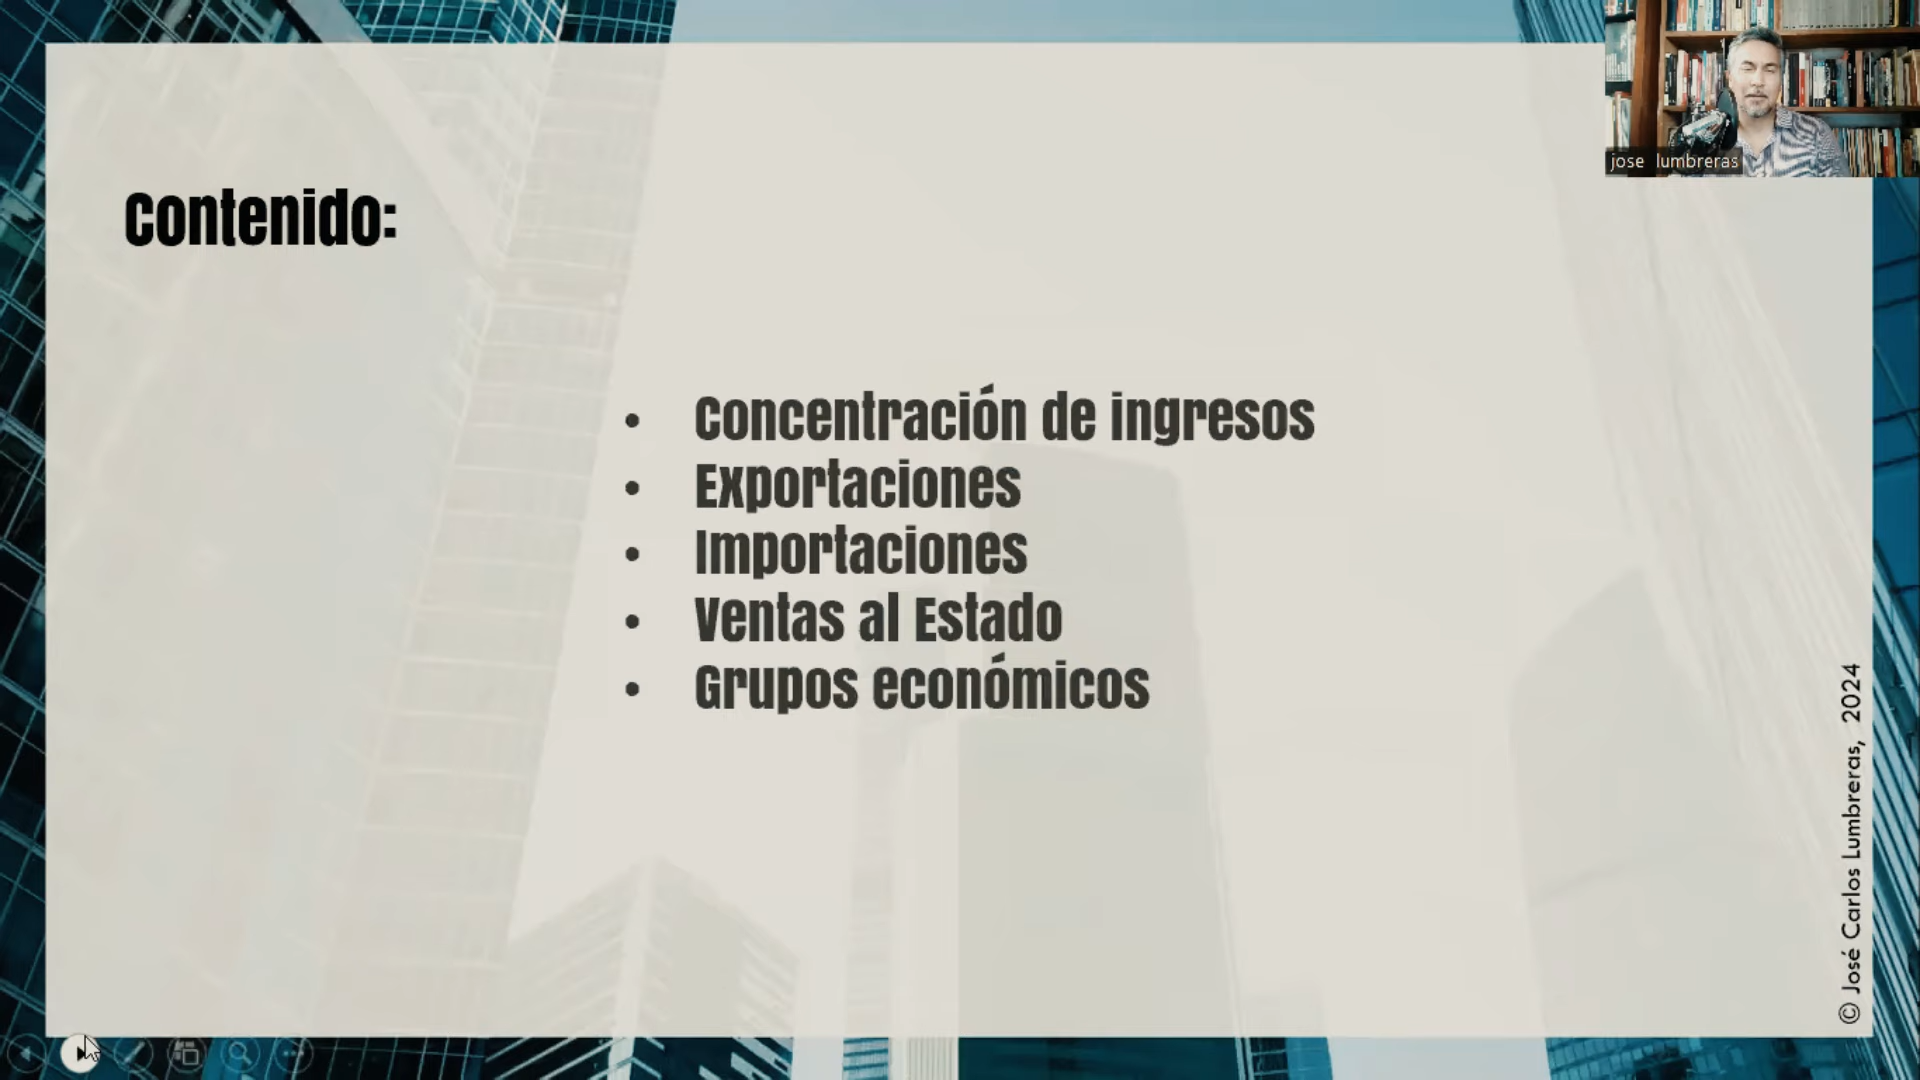 jose lumbreras
Contenido:
• Concentración de ingresos
• Exportaciones
• Importaciones
• Ventas al Estado
• Grupos económicos
© José Carlos Lumbreras, 2024